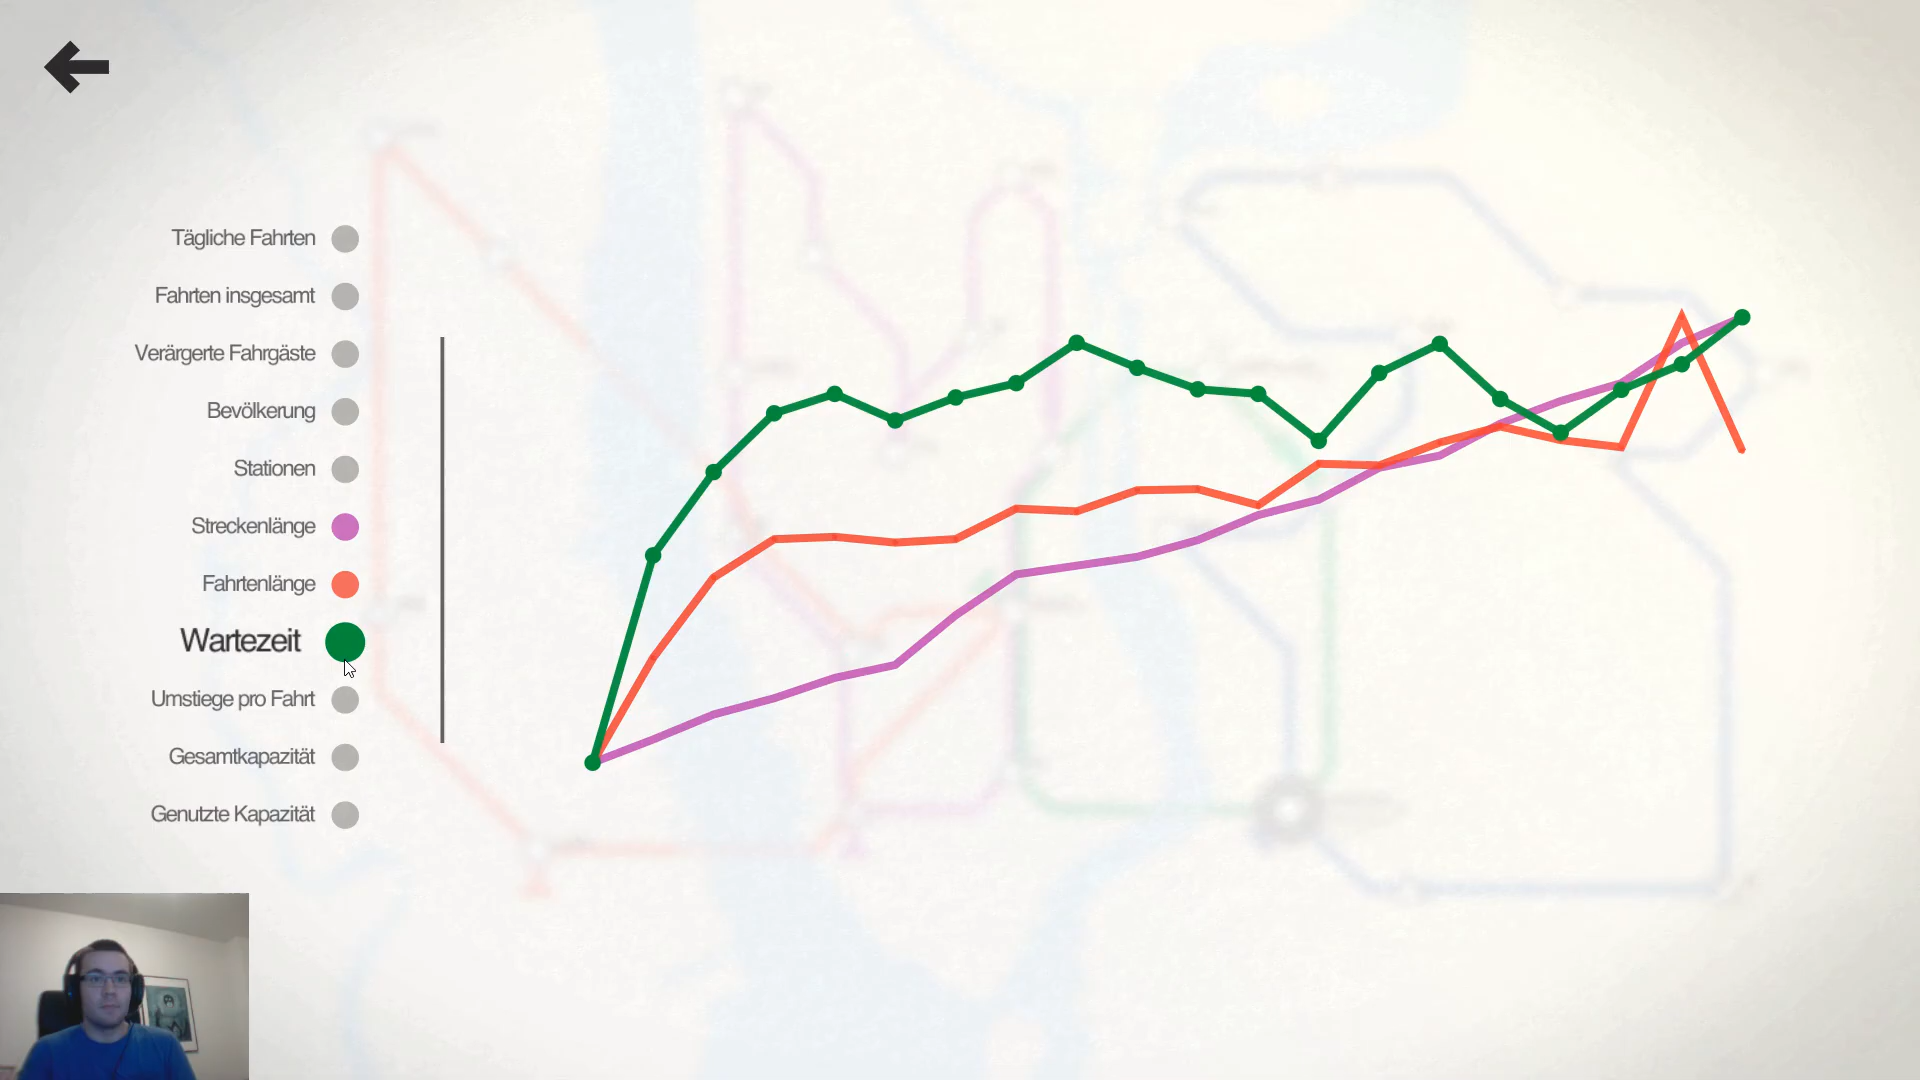 Tägliche Fahrten
Fahrten insgesamt
Verärgerte Fahrgäste
Bevölkerung
Stationen
Streckenlänge
Fahrtenlänge
Wartezeit
Umstiege pro Fahrt
Gesamtkapazität
Genutzte Kapazität